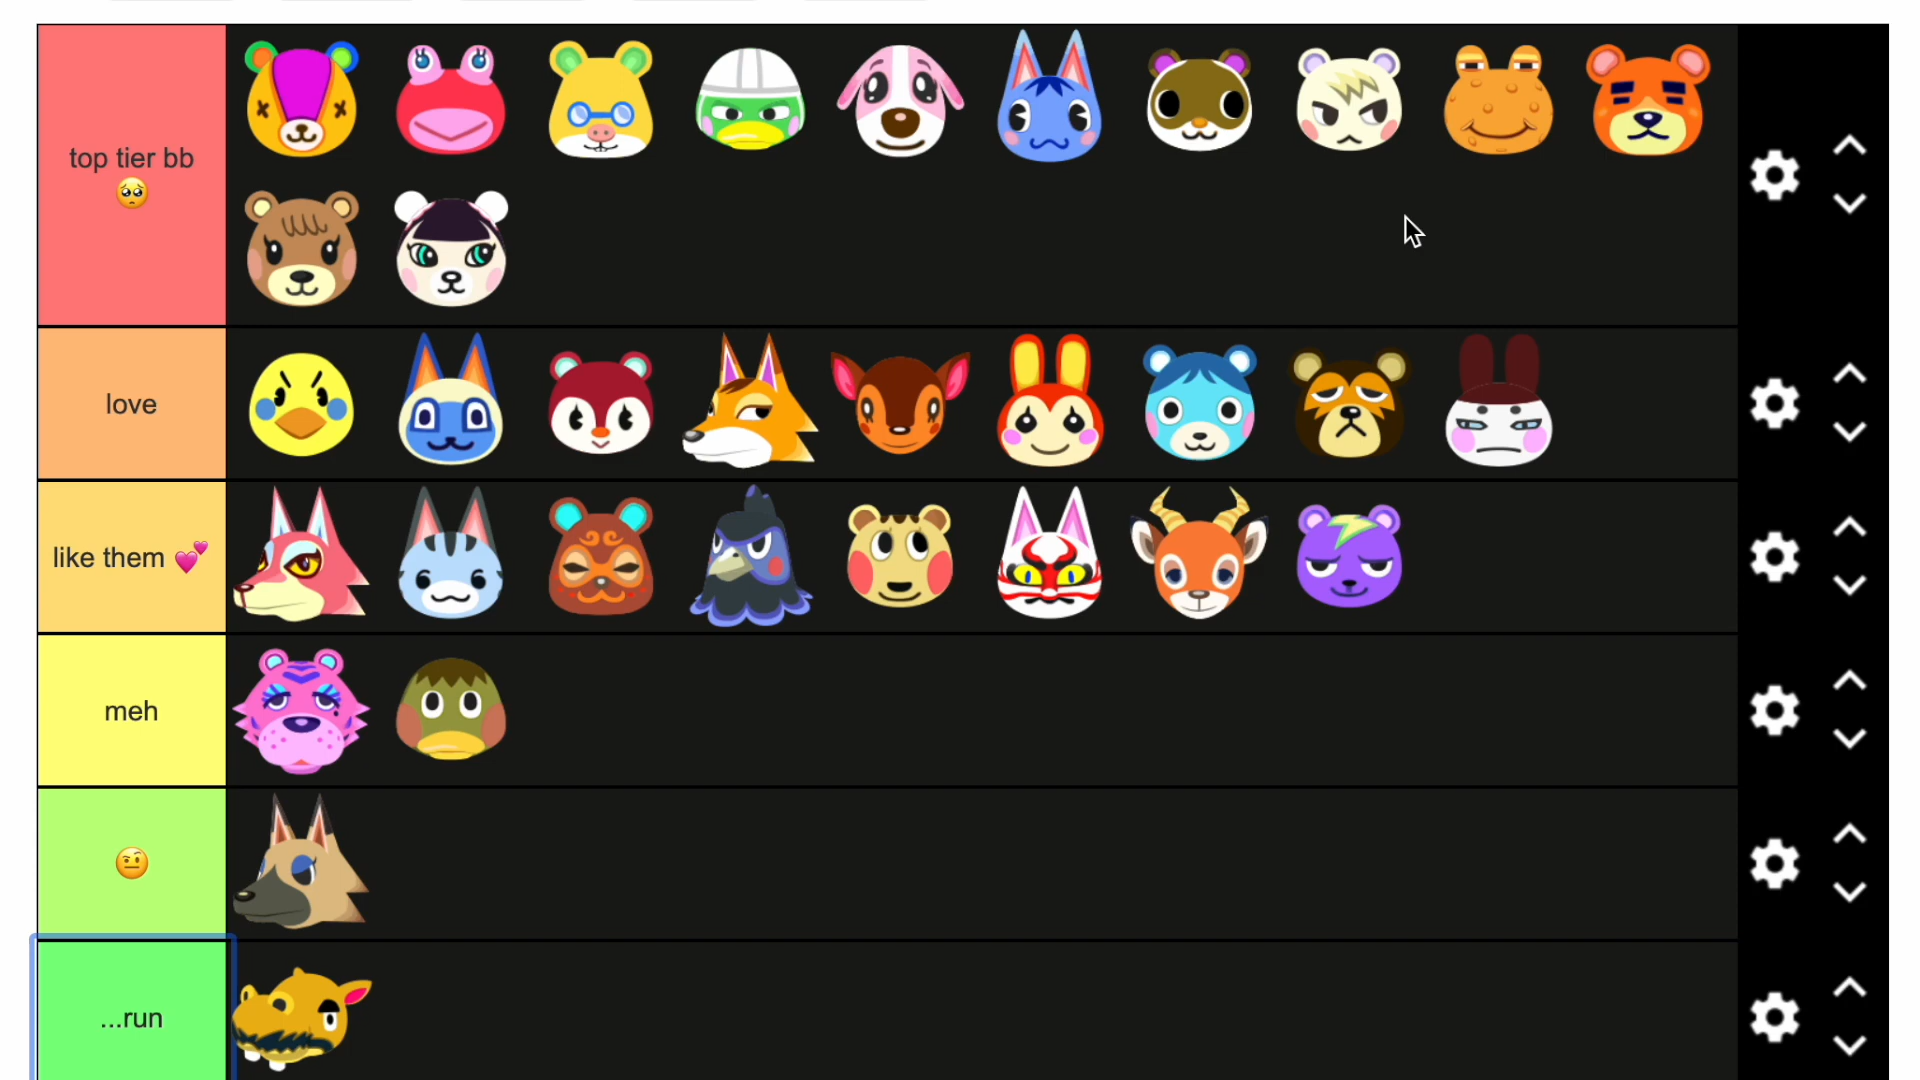 top tier bb
🥺
love
like them 💕
meh
🤨
...run